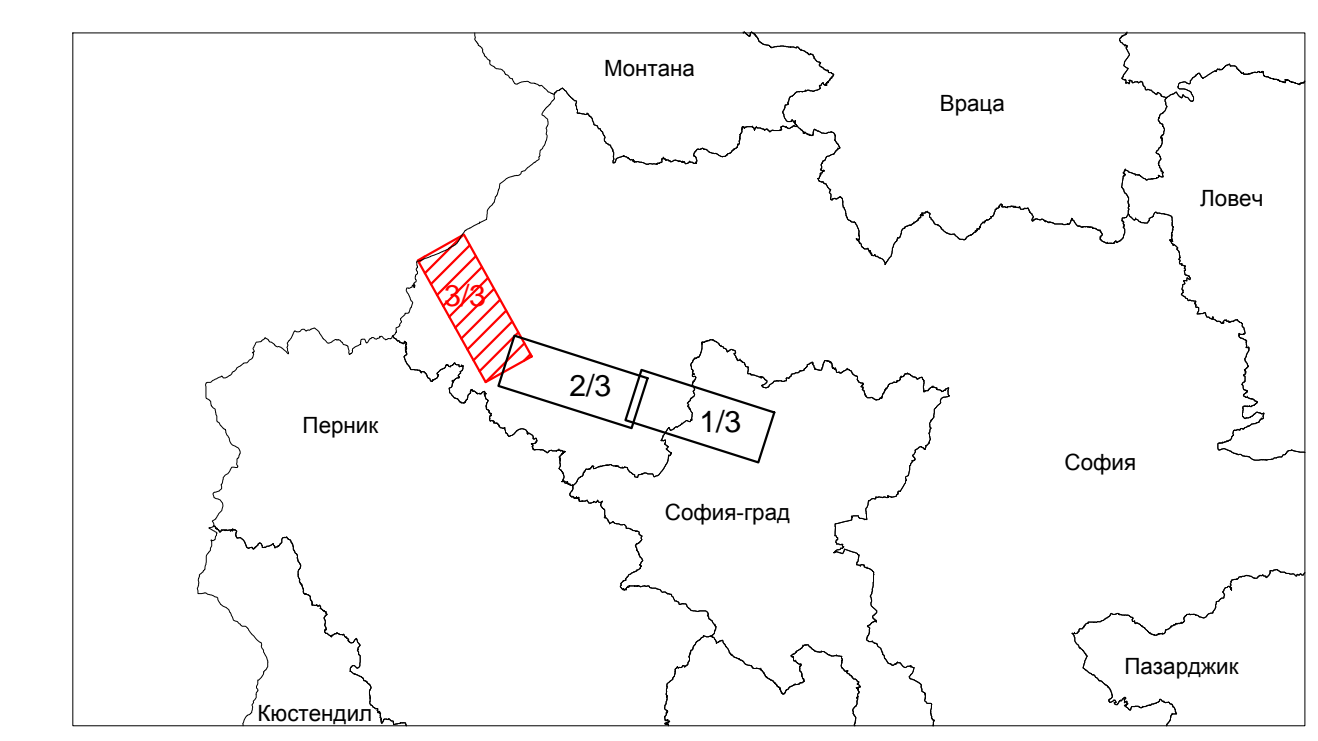 Монтана
Враца
Ловеч
3/3
2/3
1/3
Перник
София
София-град
Пазарджик
Кюстендил